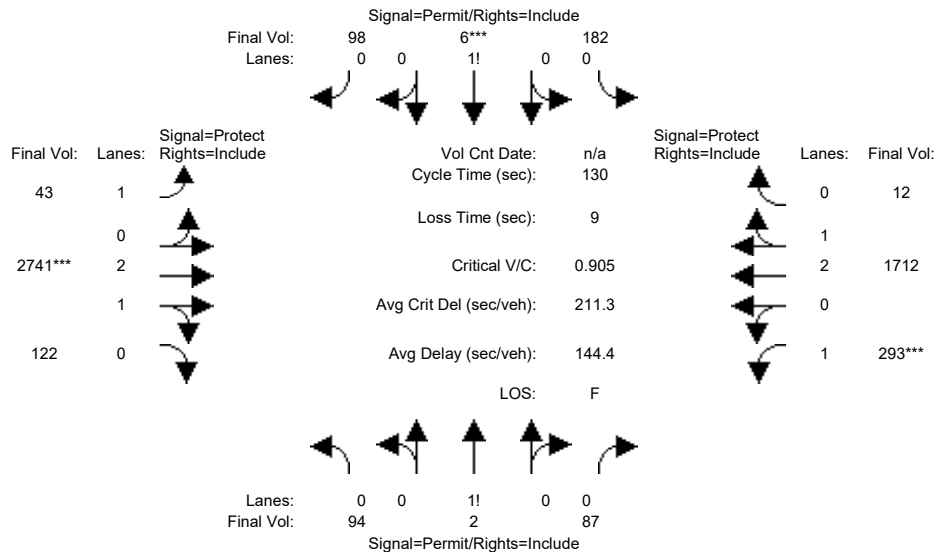 Signal=Permit/Rights=Include
Final Vol: 98 6*** 182
Lanes: 0 0 1! 0 0
Signal=Protect
Final Vol: Lanes: Rights=Include
Vol Cnt Date: n/a
Signal=Protect
Rights=Include Lanes: Final Vol:
Cycle Time (sec): 130
43 1
0 12
Loss Time (sec): 9
0
1
2741*** 2
Critical V/C: 0.905
2 1712
1
Avg Crit Del (sec/veh): 211.3
0
122 0
Avg Delay (sec/veh): 144.4
1 293***
LOS: F
Lanes: 0 0 1! 0 0
Final Vol: 94 2 87
Signal=Permit/Rights=Include